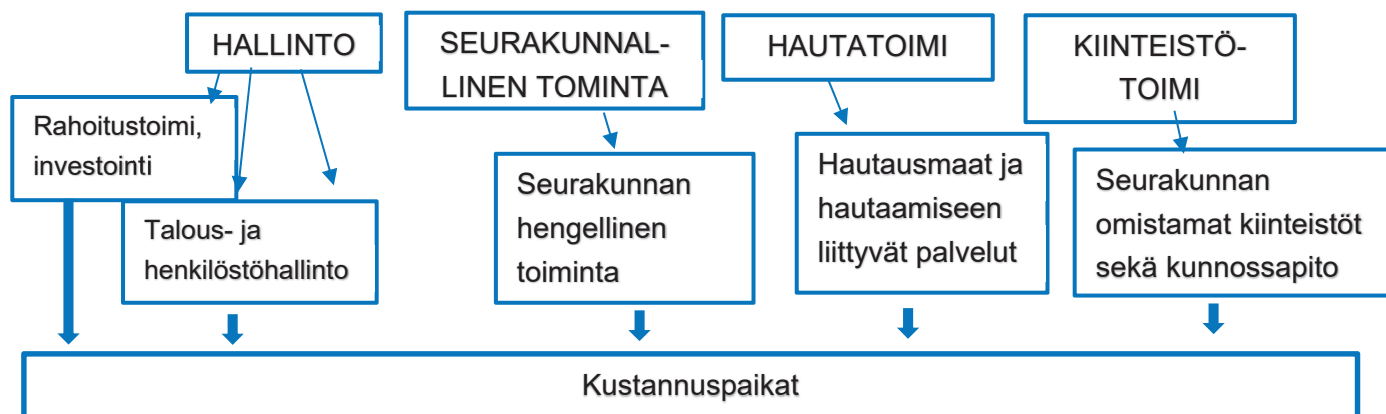 HALLINTO
SEURAKUNNAL-
LINEN TOMINTA
HAUTATOIMI
KIINTEISTÖ-
TOIMI
Rahoitustoimi,
investointi
Talous- ja
henkilöstöhallinto
Seurakunnan
hengellinen
toiminta
Hautausmaat ja
hautaamiseen
liittyvät palvelut
Seurakunnan
omistamat kiinteistöt
sekä kunnossapito
Kustannuspaikat